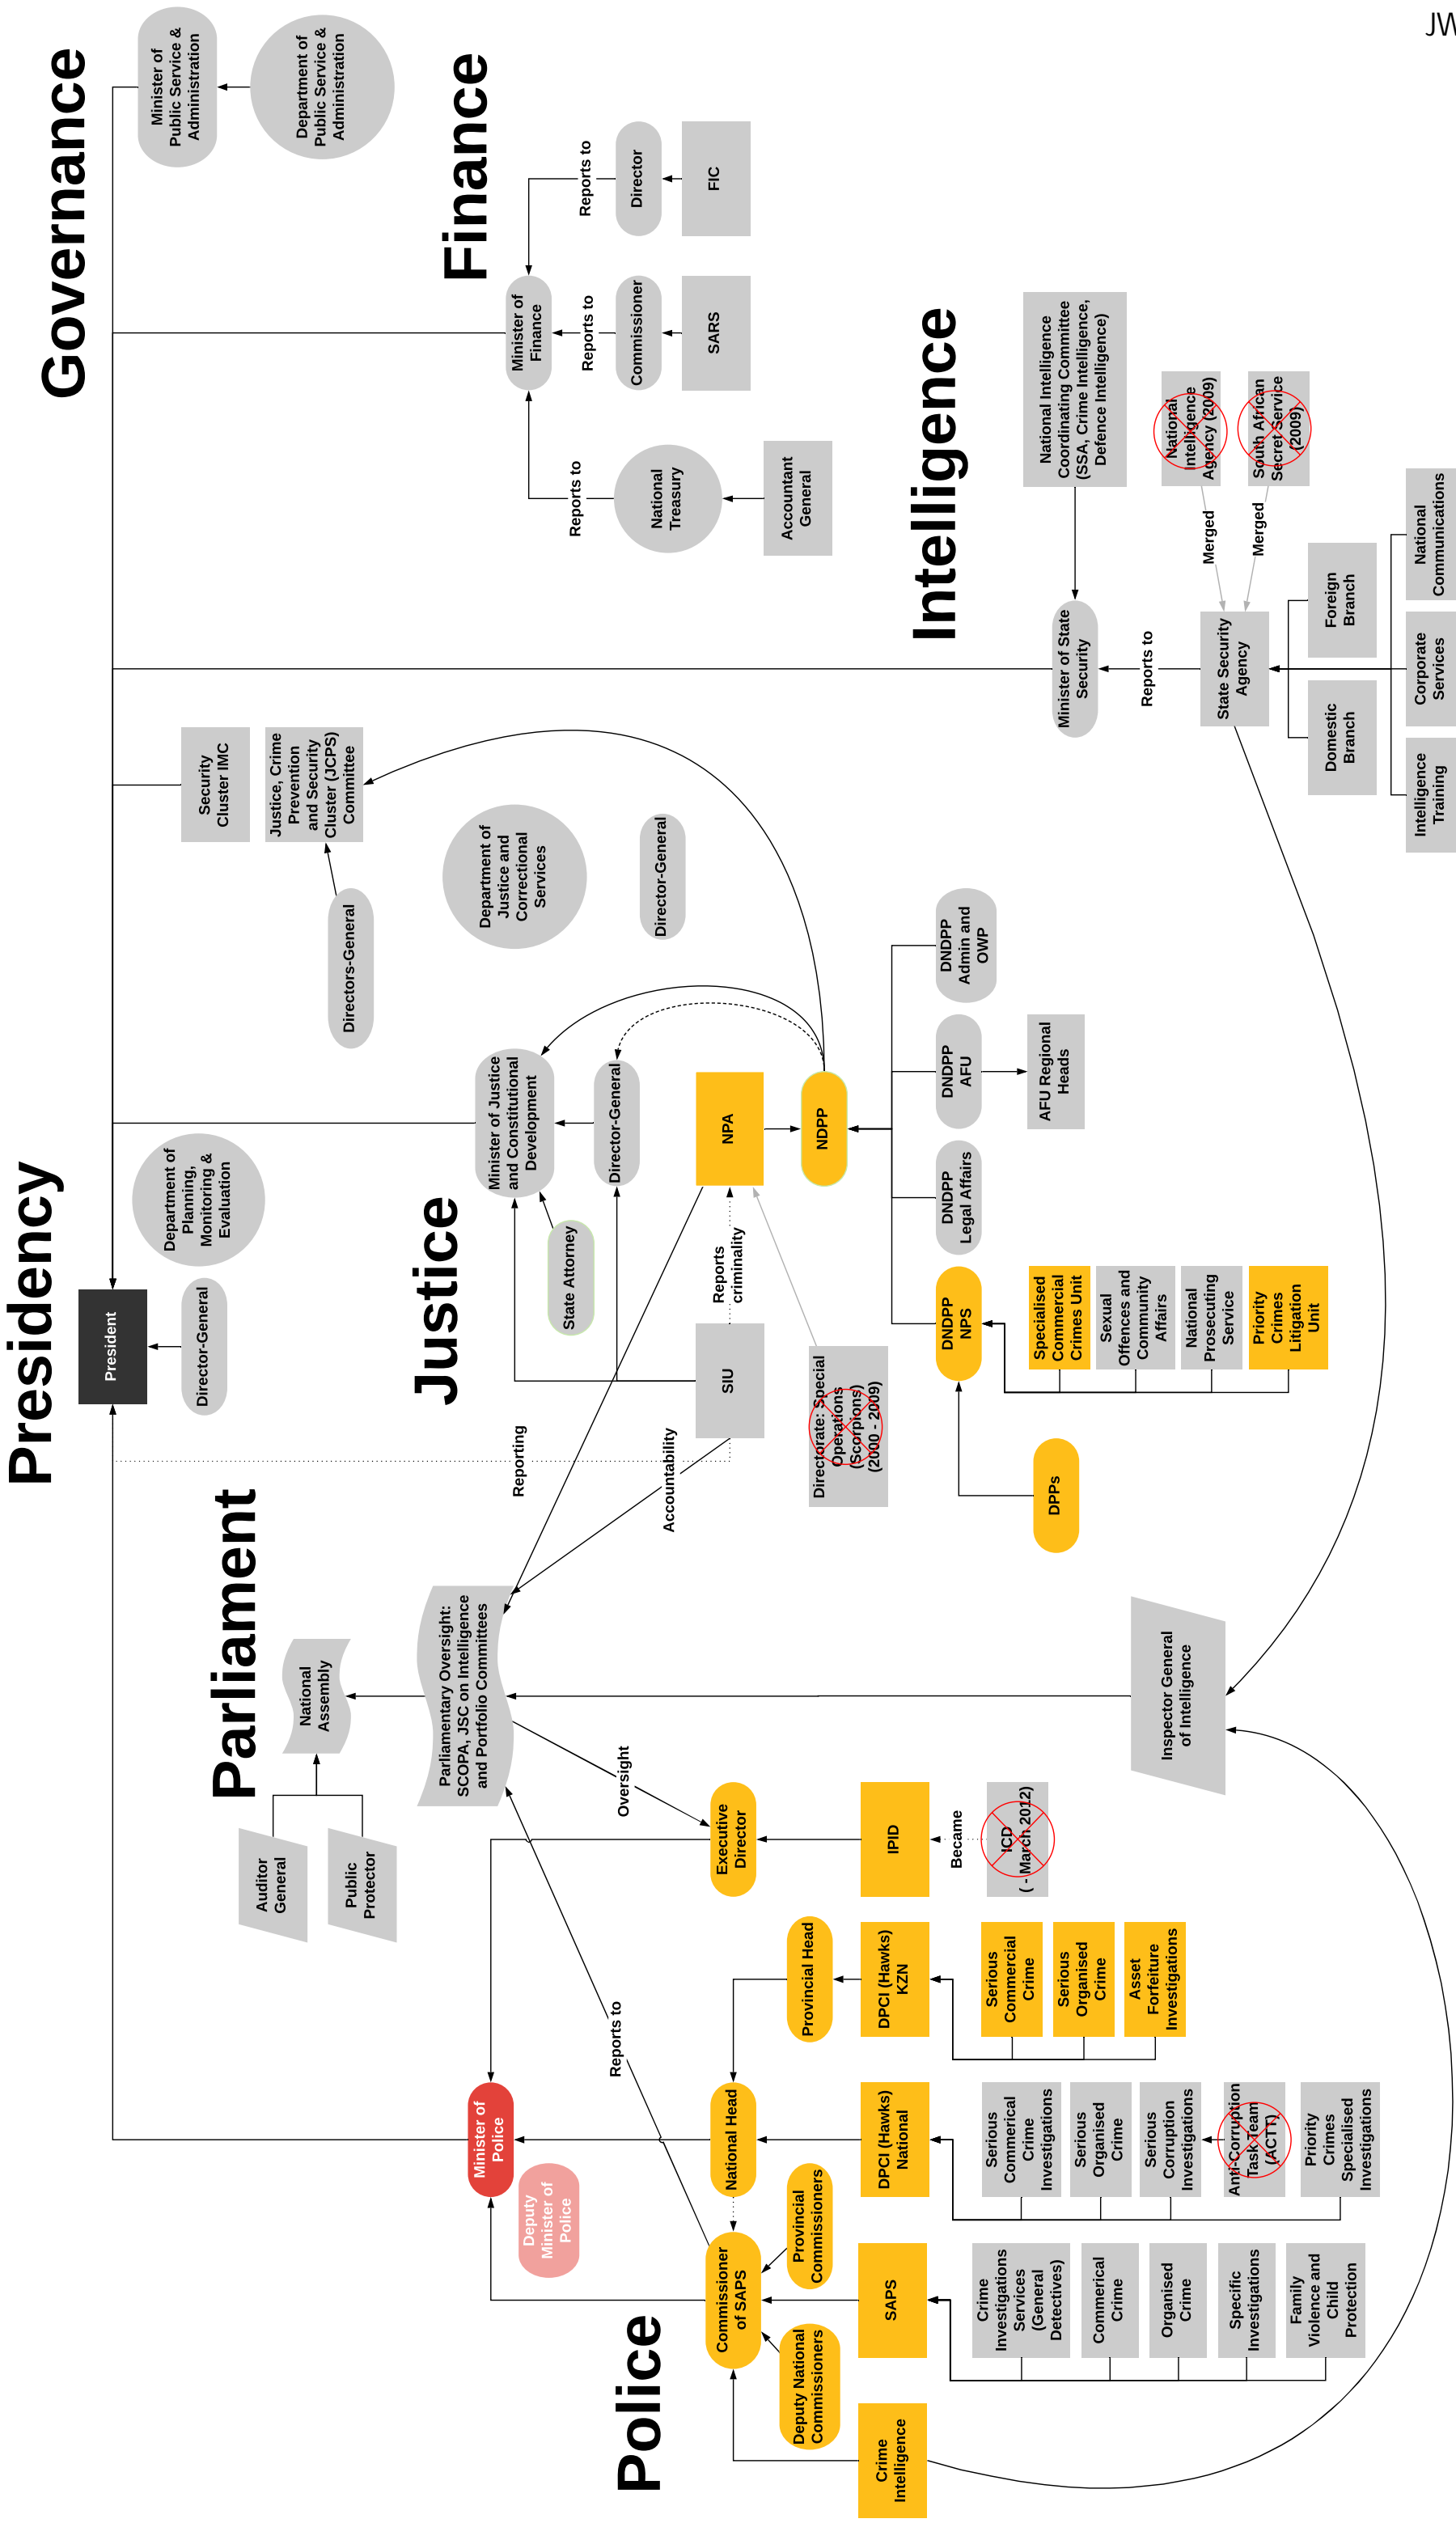 Presidency
President
Director-General
Department of
Planning,
Monitoring &
Evaluation
Security
Cluster IMC
Justice, Crime
Prevention
and Security
Cluster (JCPS)
Committee
Directors-General
Governance
Minister of
Public Service &
Administration
Department of
Public Service &
Administration
Parliament
Auditor
General
Public
Protector
National
Assembly
Parliamentary Oversight:
SCOPA, JSC on Intelligence
and Portfolio Committees
Reporting
Accountability
Oversight
Reports to
Justice
Minister of Justice
and Constitutional
Development
State Attorney
Director-General
Department of
Justice and
Correctional
Services
Director-General
SIU
Reports
criminality
NPA
NDPP
Directorate: Special
Operations
(Scorpions)
(2000 - 2009)
DNDPP
NPS
DNDPP
Legal Affairs
DNDPP
AFU
DNDPP
Admin and
OWP
AFU Regional
Heads
DPPs
Specialised
Commercial
Crimes Unit
Sexual
Offences and
Community
Affairs
National
Prosecuting
Service
Priority
Crimes
Litigation
Unit
Finance
Minister of
Finance
Reports to
Reports to
Reports to
National
Treasury
Commissioner
Director
Accountant
General
SARS
FIC
Intelligence
Minister of State
Security
National Intelligence
Coordinating Committee
(SSA, Crime Intelligence,
Defence Intelligence)
Reports to
State Security
Agency
Merged
Merged
National
Intelligence
Agency (2009)
South African
Secret Service
(2009)
Domestic
Branch
Foreign
Branch
Intelligence
Training
Corporate
Services
National
Communications
Inspector General
of Intelligence
Police
Minister of
Police
Deputy
Minister of
Police
Commissioner
of SAPS
National Head
Executive
Director
Deputy National
Commissioners
Provincial
Commissioners
Provincial Head
Crime
Intelligence
SAPS
DPCI (Hawks)
National
DPCI (Hawks)
KZN
IPID
Became
ICD
( - March 2012)
Crime
Investigations
Services
(General
Detectives)
Commerical
Crime
Organised
Crime
Specific
Investigations
Family
Violence and
Child
Protection
Serious
Commerical
Crime
Investigations
Serious
Organised
Crime
Serious
Corruption
Investigations
Anti-Corruption
Task Team
(ACTT)
Priority
Crimes
Specialised
Investigations
Serious
Commercial
Crime
Serious
Organised
Crime
Asset
Forfeiture
Investigations
JW